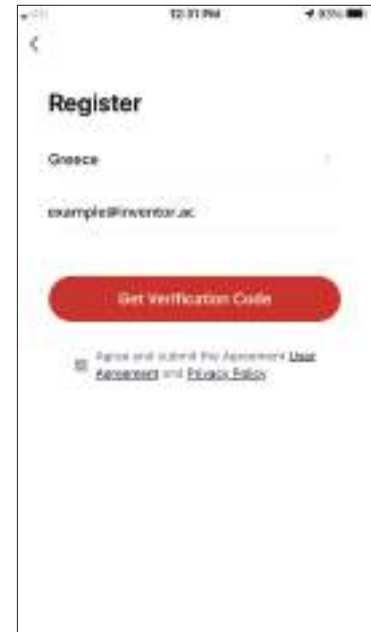 12:31 PM
93%
Register
Greece
example@inventor.ac
Get Verification Code
Agree and submit the Agreement User
Agreement and Privacy Policy